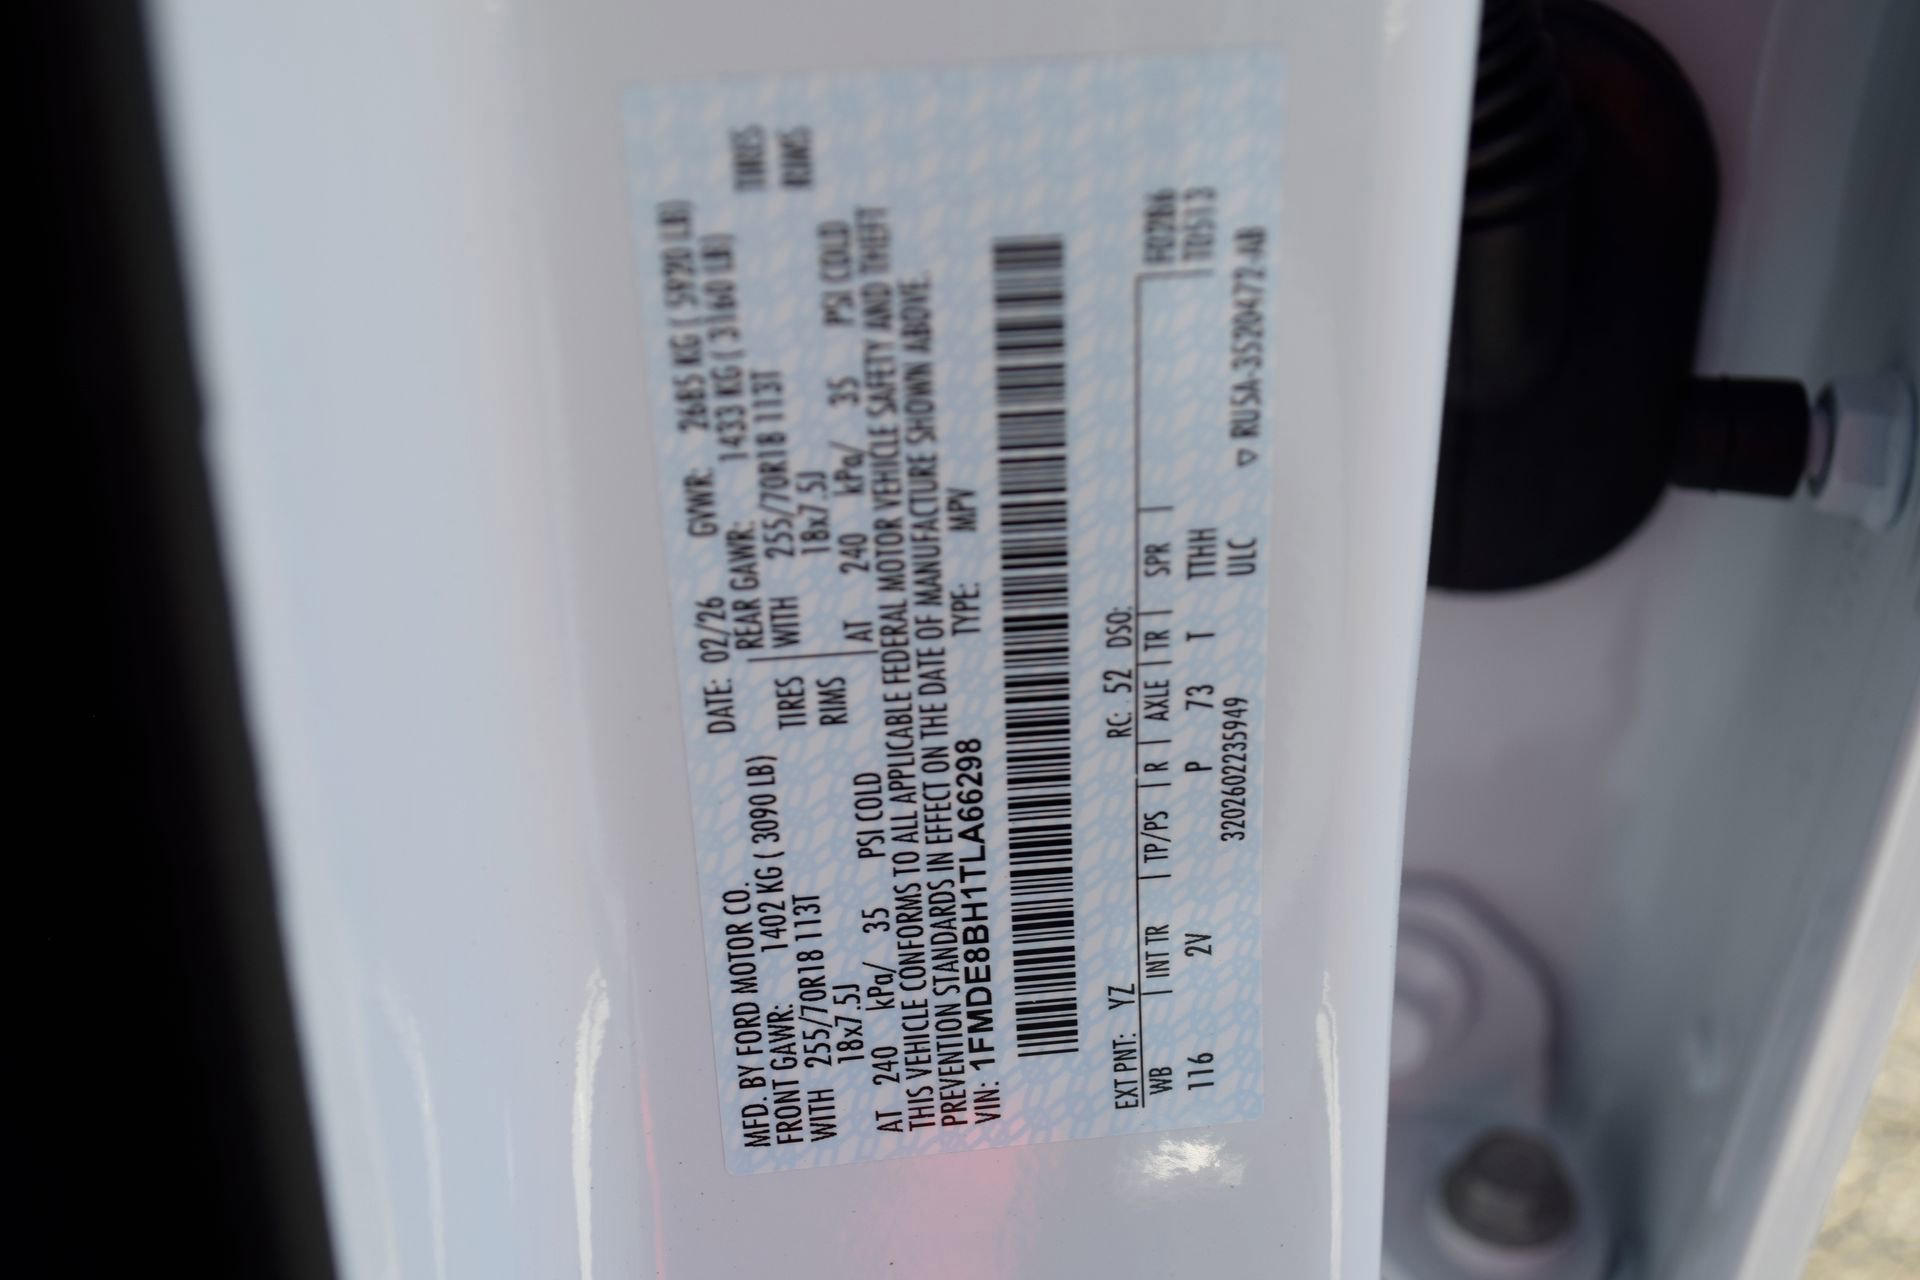 MFD. BY FORD MOTOR CO. DATE: 02/26 GVWR: 2685 KG ( 5920 LB)
FRONT GAWR: 1402 KG ( 3090 LB) REAR GAWR: 1433 KG ( 3160 LB)
WITH 255/70R18 113T TIRES WITH 255/70R18 113T TIRES
18x7.5J RIMS 18x7.5J RIMS
AT 240 kPa/ 35 PSI COLD AT 240 kPa/ 35 PSI COLD
THIS VEHICLE CONFORMS TO ALL APPLICABLE FEDERAL MOTOR VEHICLE SAFETY AND THEFT
PREVENTION STANDARDS IN EFFECT ON THE DATE OF MANUFACTURE SHOWN ABOVE.
VIN: 1FMDE8BH1TLA66298 TYPE: MPV
EXT PNT: YZ RC: 52 DSO:
WB INT TR TP/PS R AXLE TR SPR F0286
116 2V P 73 T TTHH T0513
320260223594​9 ULC ▽ RUSA-3520472-AB